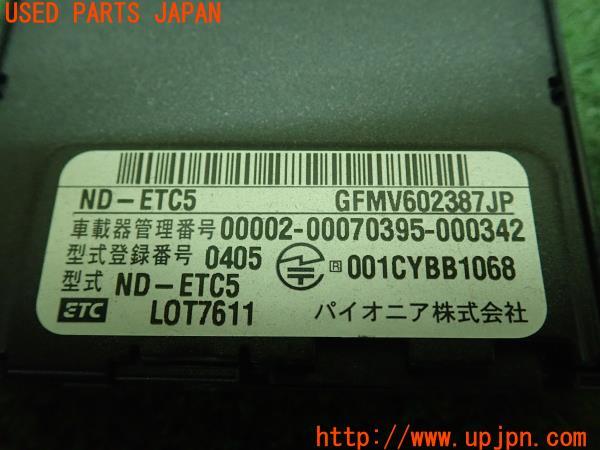 USED PARTS JAPAN
ND-ETC5 GFMV602387JP
車載器管理番号 00002-00070395-000342
型式登録番号 0405
R 001CYBB1068
型式 ND-ETC5
ETC LOT7611 パイオニア株式会社
UPJ
http://www.upjpn.com/